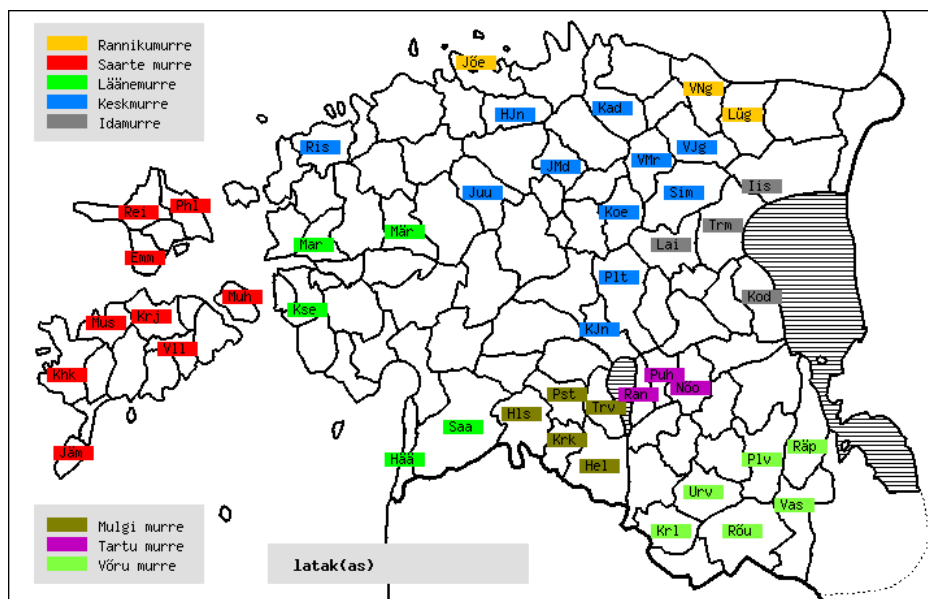 Rannikumurre
Saarte murre
Läänemurre
Keskmurre
Idamurre
Jõe
VNg
HJn
Kad
Lüg
Ris
JMd
VMr
VJg
Juu
Sim
Iis
Rei
Phl
Koe
Trm
Mar
Mär
Lai
Emm
Plt
Muh
Kod
Kse
Mus
Krj
KJn
Vll
Khk
Puh
Nõo
Ran
Pst
Trv
Hls
Saa
Krk
Räp
Jäm
Hää
Hel
Plv
Urv
Vas
Krl
Rõu
Mulgi murre
Tartu murre
Võru murre
latak(as)